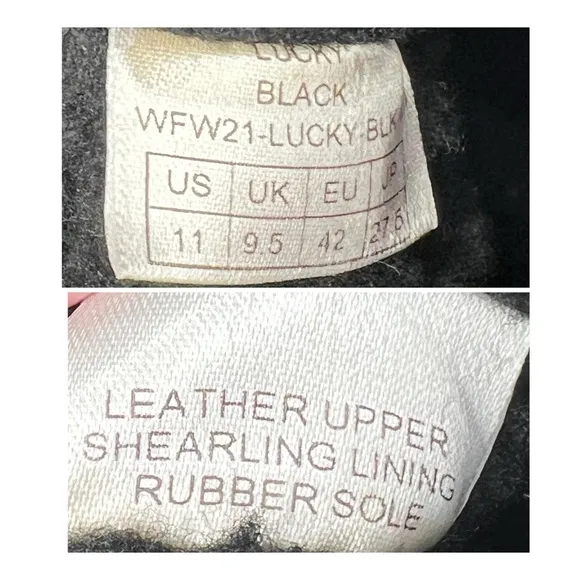 LUCKY
BLACK
WFW21-LUCKY-BLK
US UK EU JP
11 9.5 42 27.5
LEATHER UPPER
SHEARLING LINING
RUBBER SOLE